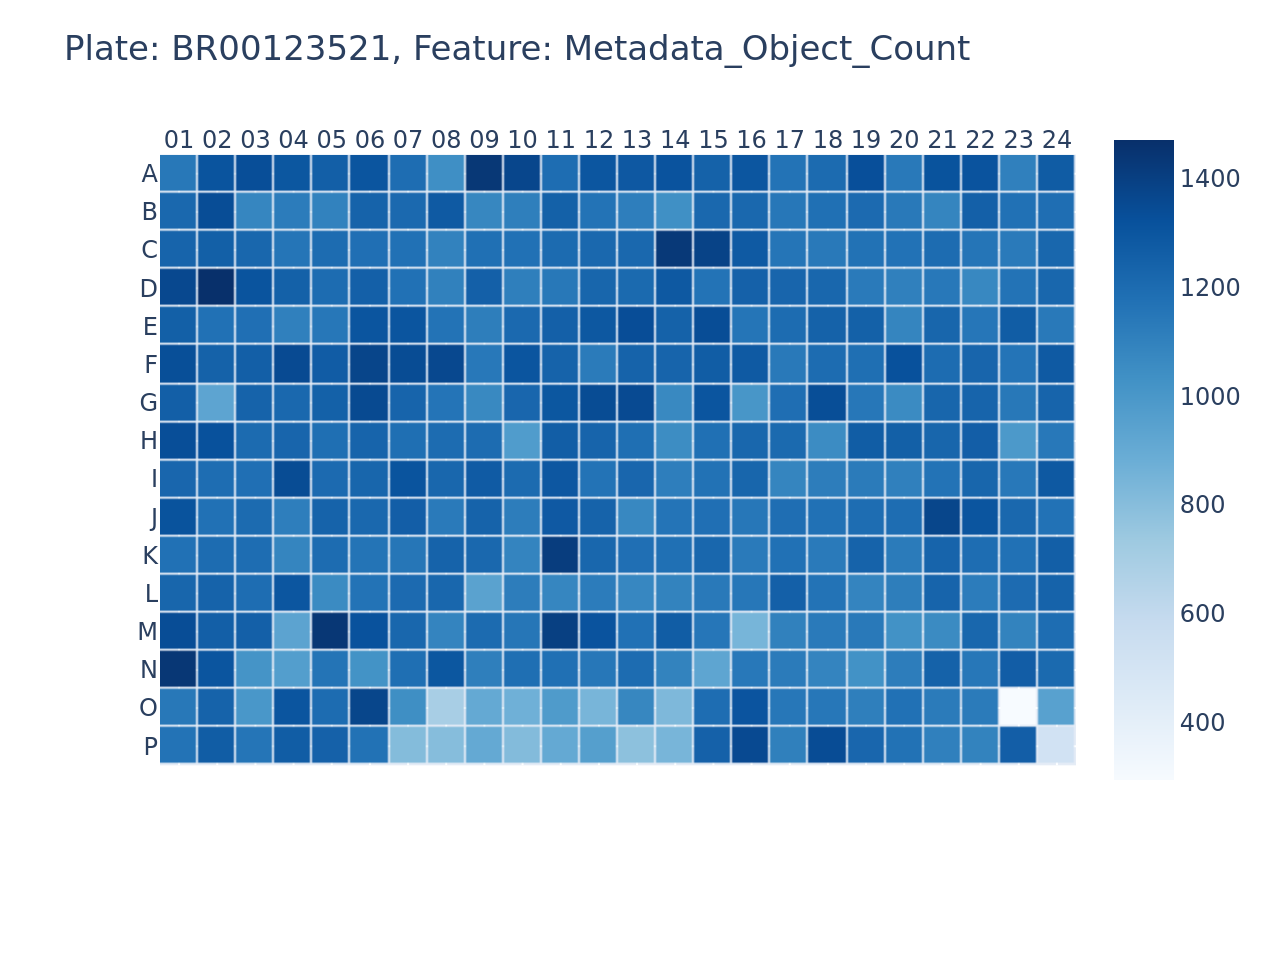 Plate: BR00123521, Feature: Metadata_Object_Count
01 02 03 04 05 06 07 08 09 10 11 12 13 14 15 16 17 18 19 20 21 22 23 24
A
B
C
D
E
F
G
H
I
J
K
L
M
N
O
P
1400
1200
1000
800
600
400